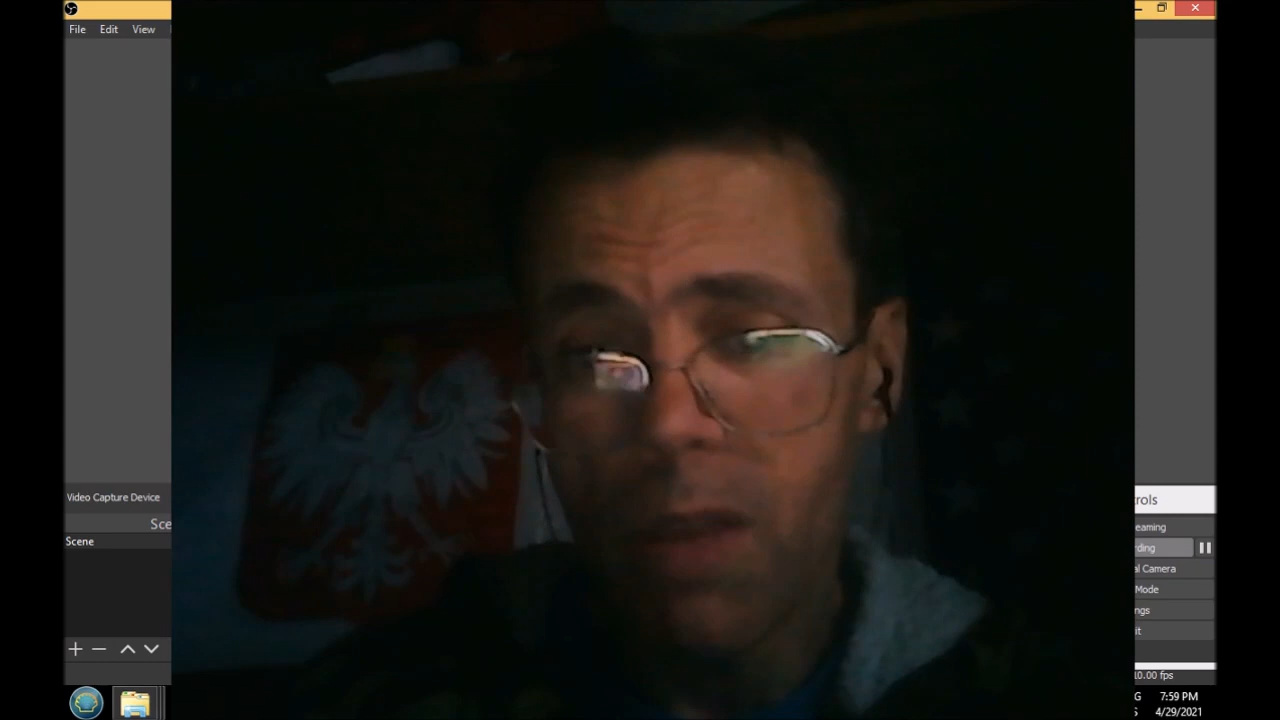 File Edit View
Video Capture Device
Sce
Scene
rols
eaming
ding
al Camera
Mode
ngs
it
0.00 fps
G 7:59 PM
S 4/29/2021